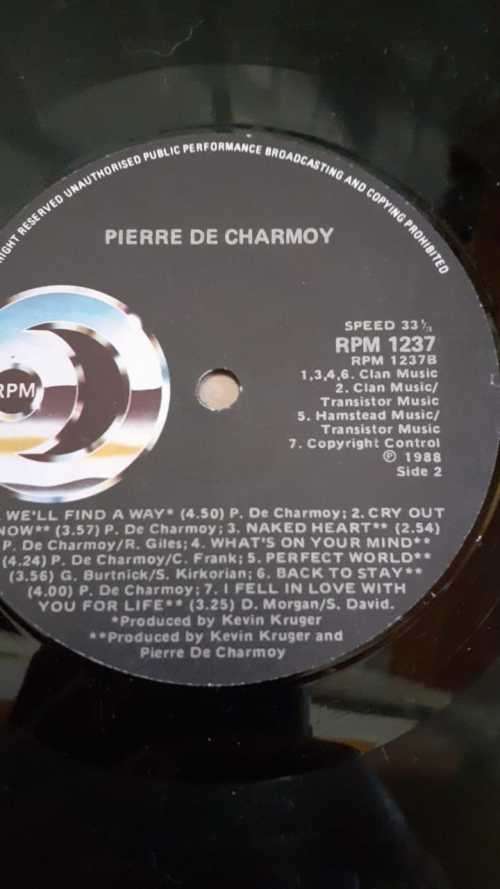 RIGHT RESERVED UNAUTHORISED PUBLIC PERFORMANCE BROADCASTING AND COPYING PROHIBITED
PIERRE DE CHARMOY
SPEED 33⅓
RPM 1237
RPM 1237B
1,3,4,6. Clan Music
2. Clan Music/
Transistor Music
5. Hamstead Music/
Transistor Music
7. Copyright Control
℗ 1988
Side 2
RPM
WE'LL FIND A WAY* (4.50) P. De Charmoy; 2. CRY OUT
NOW** (3.57) P. De Charmoy; 3. NAKED HEART** (2.54)
P. De Charmoy/R. Giles; 4. WHAT'S ON YOUR MIND**
(4.24) P. De Charmoy/C. Frank; 5. PERFECT WORLD**
(3.56) G. Burtnick/S. Kirkorian; 6. BACK TO STAY**
(4.00) P. De Charmoy; 7. I FELL IN LOVE WITH
YOU FOR LIFE** (3.25) D. Morgan/S. David.
*Produced by Kevin Kruger
**Produced by Kevin Kruger and
Pierre De Charmoy